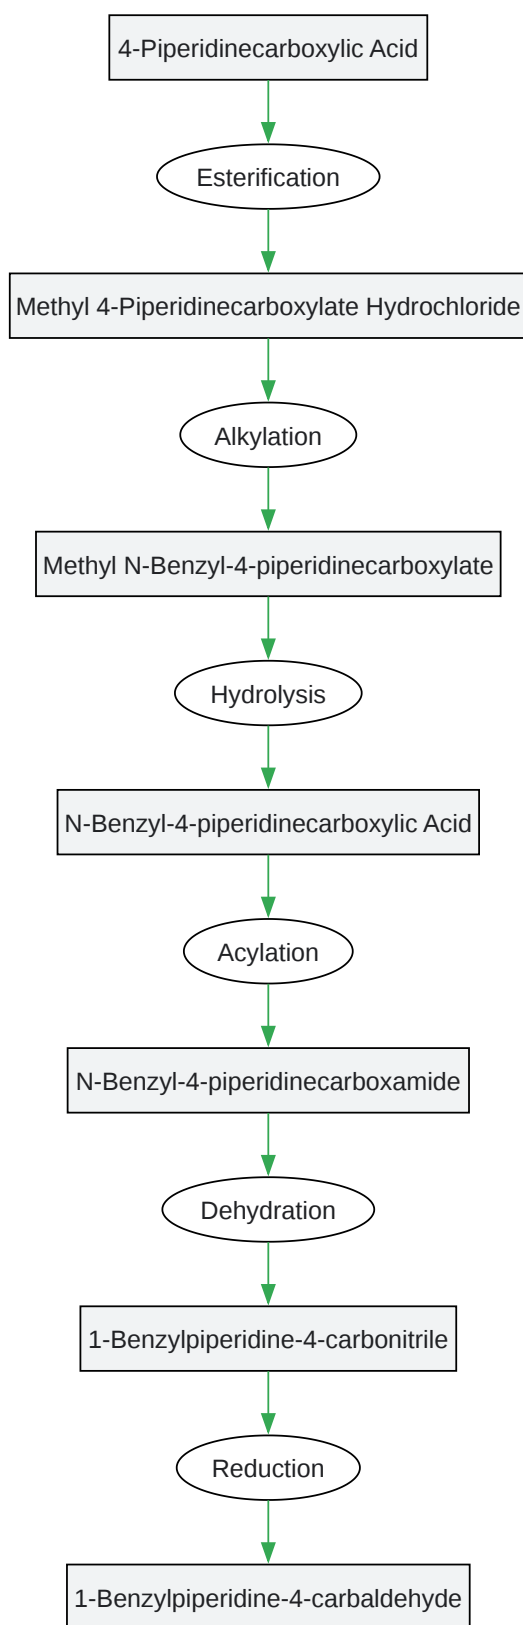 4-Piperidinecarboxylic Acid
Esterification
Methyl 4-Piperidinecarboxylate Hydrochloride
Alkylation
Methyl N-Benzyl-4-piperidinecarboxylate
Hydrolysis
N-Benzyl-4-piperidinecarboxylic Acid
Acylation
N-Benzyl-4-piperidinecarboxamide
Dehydration
1-Benzylpiperidine-4-carbonitrile
Reduction
1-Benzylpiperidine-4-carbaldehyde